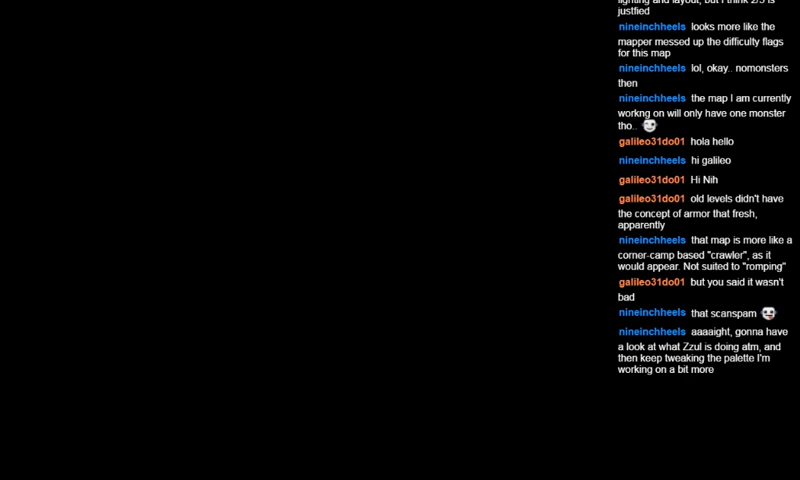 lighting and layout, but I think 2/5 is
justfied
nineinchheels looks more like the
mapper messed up the difficulty flags
for this map
nineinchheels lol, okay.. nomonsters
then
nineinchheels the map I am currently
workng on will only have one monster
tho..
galileo31do01 hola hello
nineinchheels hi galileo
galileo31do01 Hi Nih
galileo31do01 old levels didn't have
the concept of armor that fresh,
apparently
nineinchheels that map is more like a
corner-camp based "crawler", as it
would appear. Not suited to "romping"
galileo31do01 but you said it wasn't
bad
nineinchheels that scanspam
nineinchheels aaaaight, gonna have
a look at what Zzul is doing atm, and
then keep tweaking the palette I'm
working on a bit more